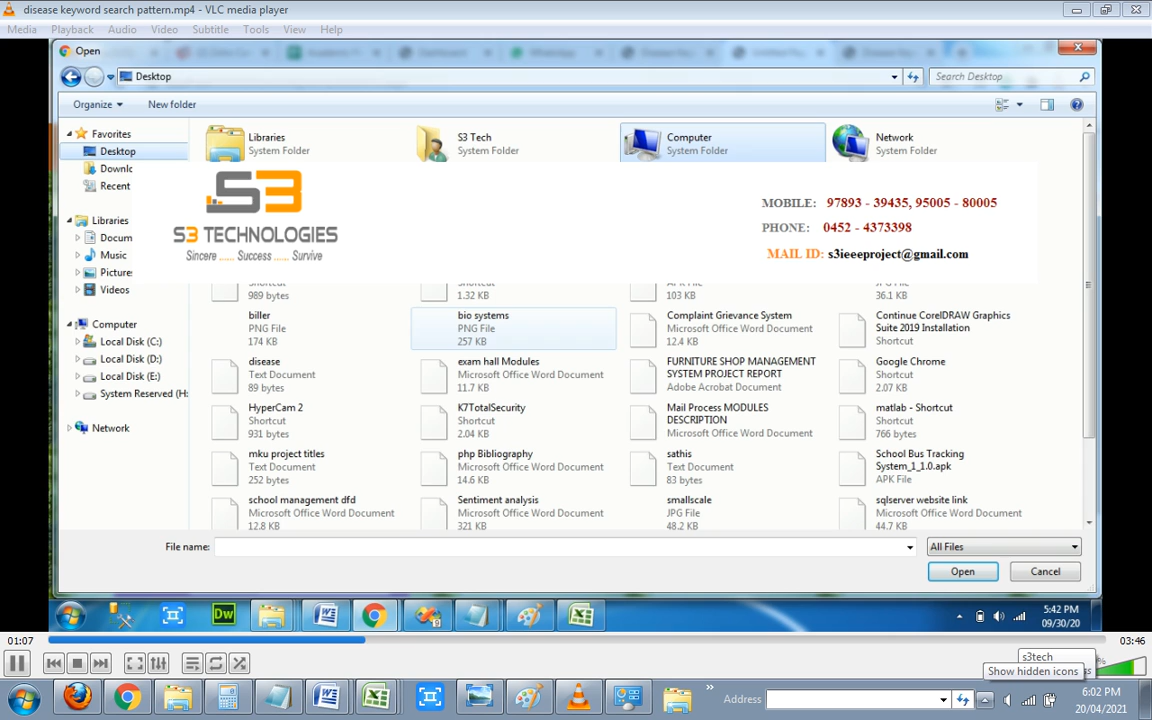 disease keyword search pattern.mp4 - VLC media player
Media Playback Audio Video Subtitle Tools View Help
Open
Desktop
Search Desktop
Organize New folder
Favorites
Desktop
Downlo
Recent
Libraries
Docum
Music
Pictures
Videos
Computer
Local Disk (C:)
Local Disk (D:)
Local Disk (E:)
System Reserved (H:
Network
Libraries
System Folder
S3 Tech
System Folder
Computer
System Folder
Network
System Folder
S3
S3 TECHNOLOGIES
Sincere ...... Success ...... Survive
MOBILE: 97893 - 39435, 95005 - 80005
PHONE: 0452 - 4373398
MAIL ID: s3ieeeproject@gmail.com
989 bytes
1.32 KB
103 KB
36.1 KB
biller
PNG File
174 KB
bio systems
PNG File
257 KB
Complaint Grievance System
Microsoft Office Word Document
12.4 KB
Continue CorelDRAW Graphics
Suite 2019 Installation
Shortcut
disease
Text Document
89 bytes
exam hall Modules
Microsoft Office Word Document
11.7 KB
FURNITURE SHOP MANAGEMENT
SYSTEM PROJECT REPORT
Adobe Acrobat Document
Google Chrome
Shortcut
2.07 KB
HyperCam 2
Shortcut
931 bytes
K7TotalSecurity
Shortcut
2.04 KB
Mail Process MODULES
DESCRIPTION
Microsoft Office Word Document
matlab - Shortcut
Shortcut
766 bytes
mku project titles
Text Document
252 bytes
php Bibliography
Microsoft Office Word Document
14.6 KB
sathis
Text Document
83 bytes
School Bus Tracking
System_1_1.0.apk
APK File
school management dfd
Microsoft Office Word Document
12.8 KB
Sentiment analysis
Microsoft Office Word Document
321 KB
smallscale
JPG File
48.2 KB
sqlserver website link
Microsoft Office Word Document
44.7 KB
File name:
All Files
Open Cancel
Dw
5:42 PM
09/30/20
01:07
03:46
s3tech
Show hidden icons
Address
6:02 PM
20/04/2021